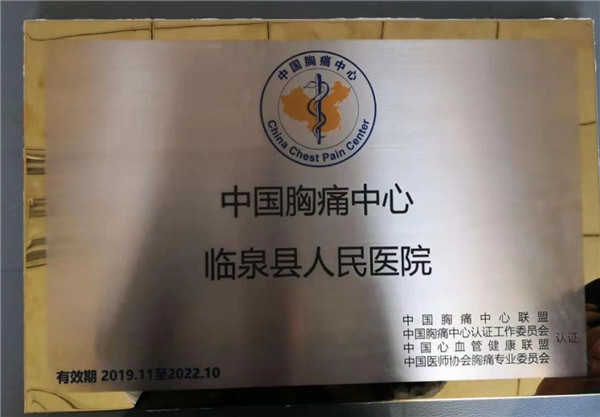 中国胸痛中心
China Chest Pain Center
中国胸痛中心
临泉县人民医院
中国胸痛中心联盟
中国胸痛中心认证工作委员会
中国心血管健康联盟
中国医师协会胸痛专业委员会
认证
有效期 2019.11至2022.10